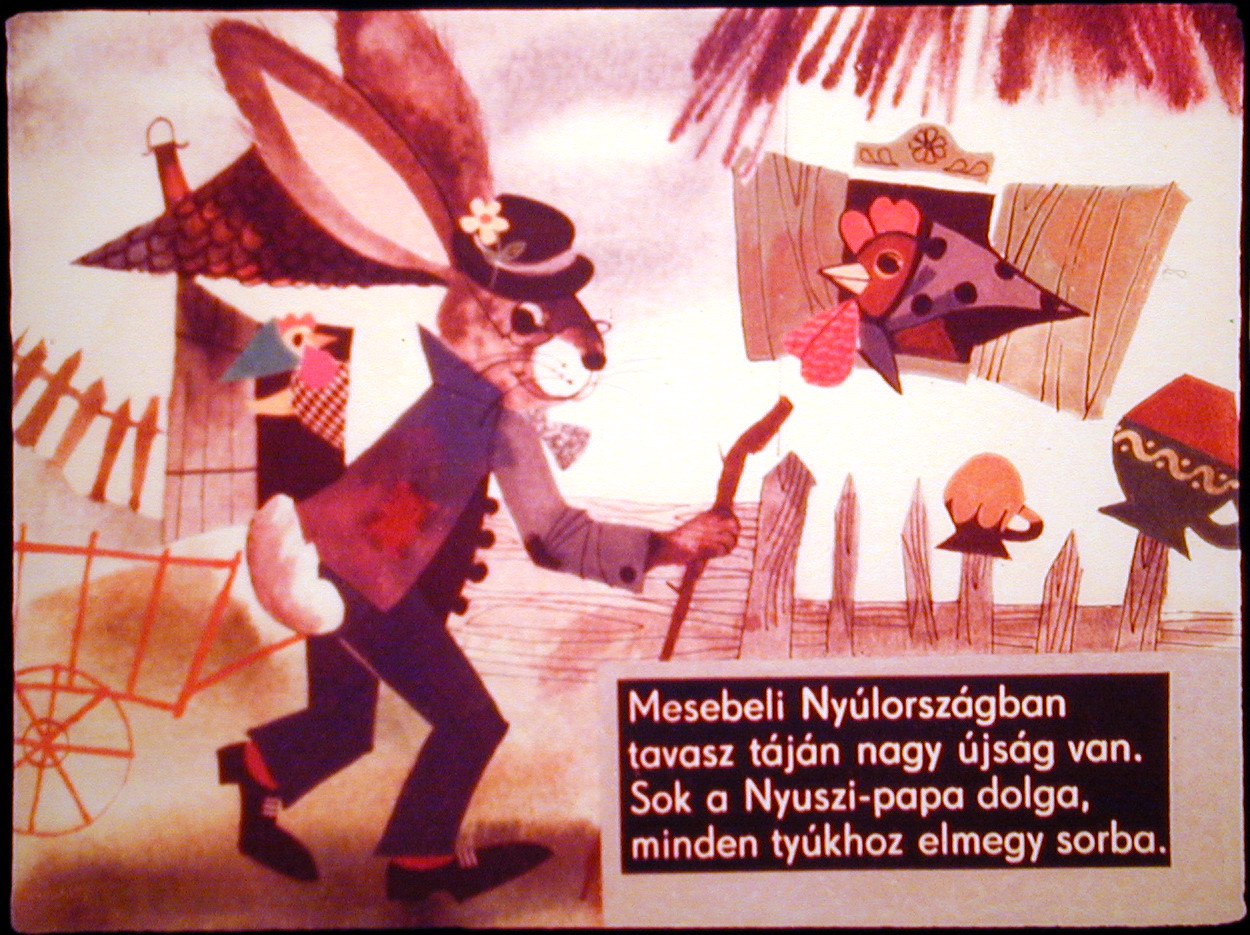 Mesebeli Nyúlországban
tavasz táján nagy újság van.
Sok a Nyuszi-papa dolga,
minden tyúkhoz elmegy sorba.